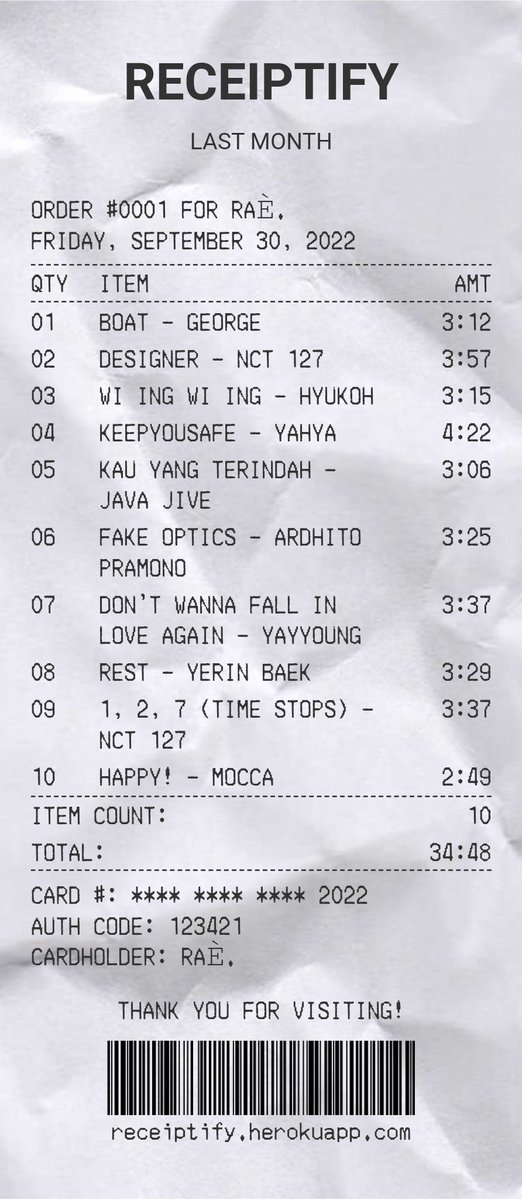 RECEIPTIFY
LAST MONTH
ORDER #0001 FOR RAÈ.
FRIDAY, SEPTEMBER 30, 2022
QTY ITEM AMT
01 BOAT - GEORGE 3:12
02 DESIGNER - NCT 127 3:57
03 WI ING WI ING - HYUKOH 3:15
04 KEEPYOUSAFE - YAHYA 4:22
05 KAU YANG TERINDAH - 3:06
JAVA JIVE
06 FAKE OPTICS - ARDHITO 3:25
PRAMONO
07 DON'T WANNA FALL IN 3:37
LOVE AGAIN - YAYYOUNG
08 REST - YERIN BAEK 3:29
09 1, 2, 7 (TIME STOPS) - 3:37
NCT 127
10 HAPPY! - MOCCA 2:49
ITEM COUNT: 10
TOTAL: 34:48
CARD #: **** **** **** 2022
AUTH CODE: 123421
CARDHOLDER: RAÈ.
THANK YOU FOR VISITING!
receiptify.herokuapp.com